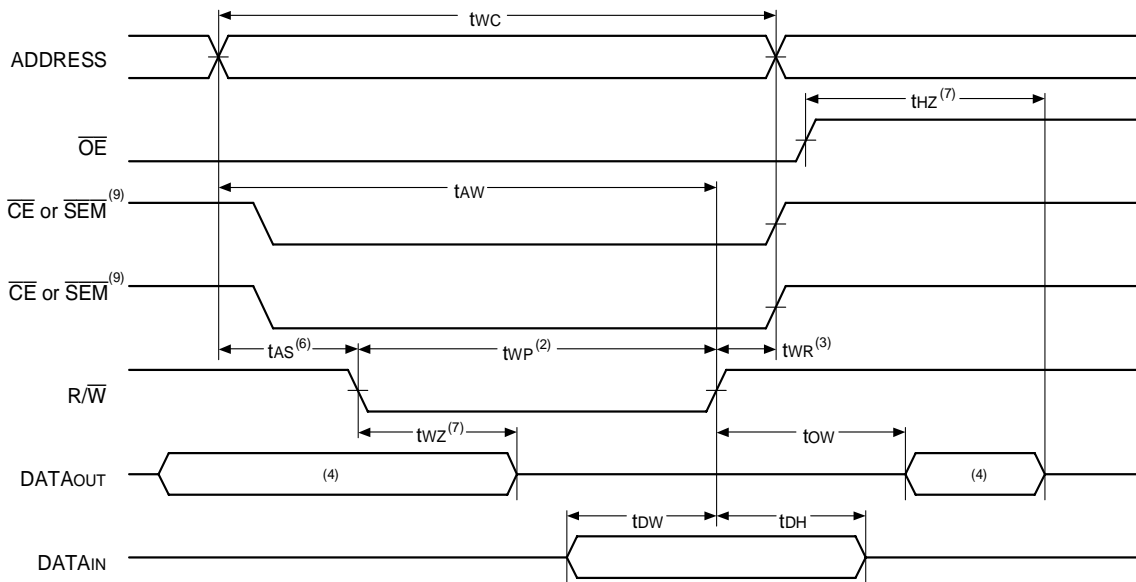 tWC
ADDRESS
tHZ(7)
OE
tAW
CE or SEM(9)
CE or SEM(9)
tAS(6) tWP(2) tWR(3)
R/W
tWZ(7) tOW
DATAOUT (4) (4)
tDW tDH
DATAIN